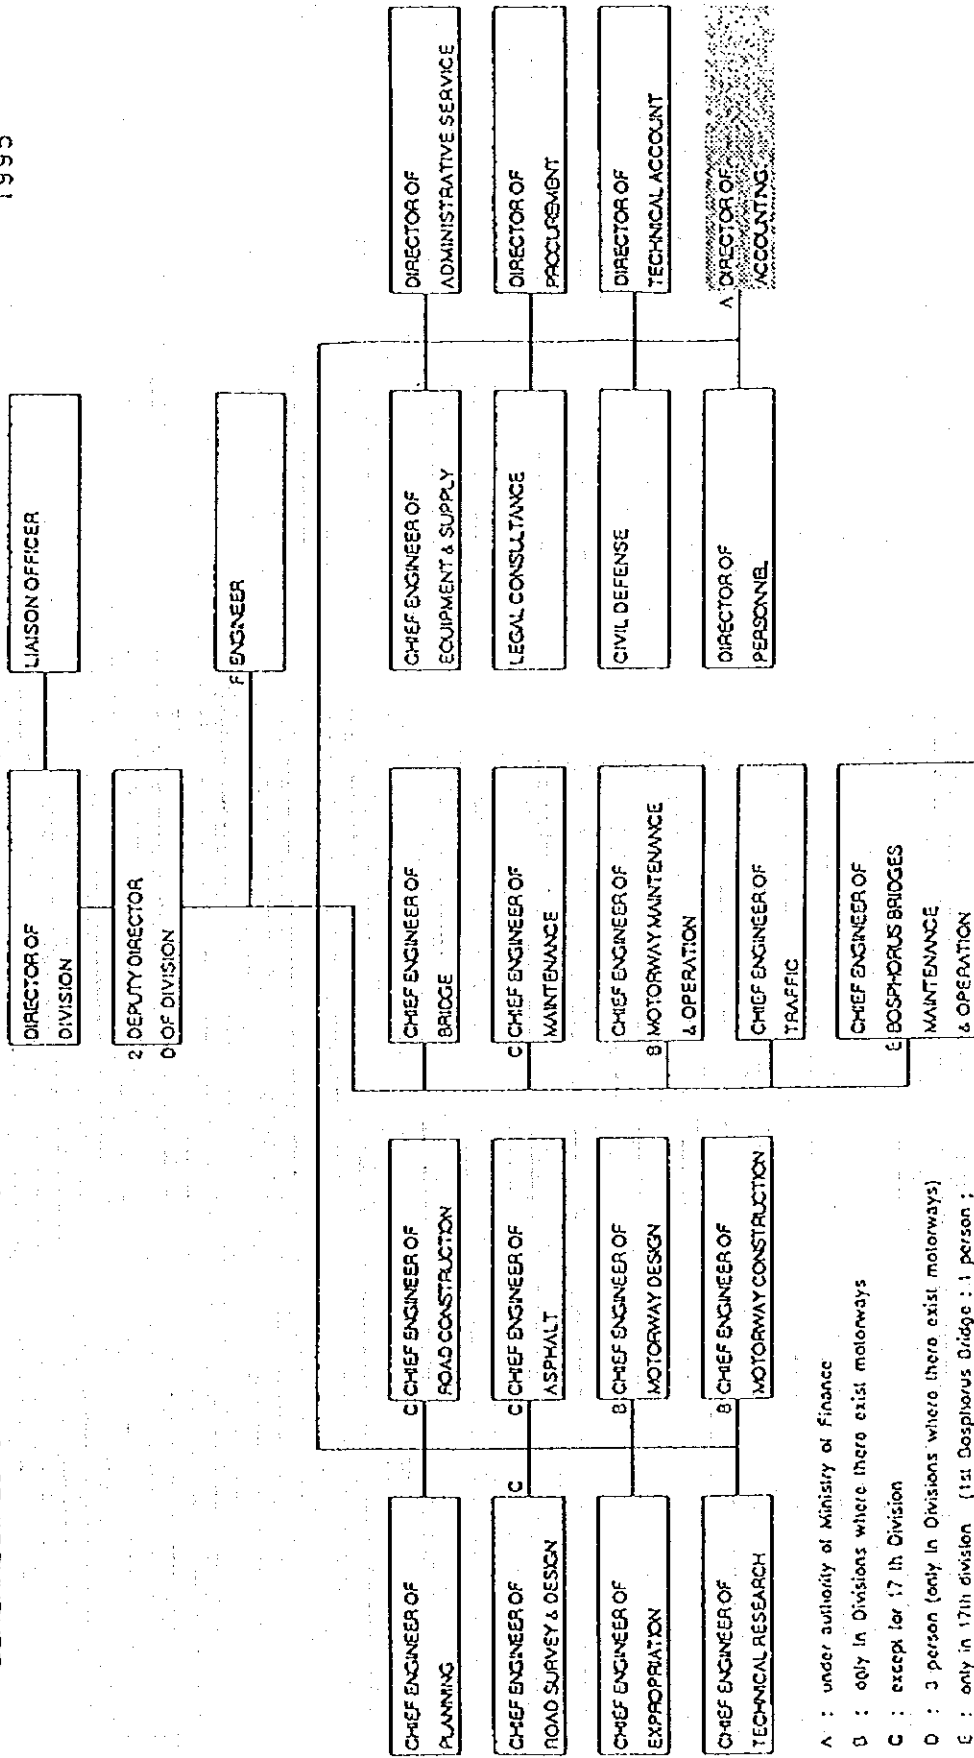 1995
DIRECTOR OF
DIVISION
LIAISON OFFICER
2 DEPUTY DIRECTOR
D OF DIVISION
F ENGINEER
CHIEF ENGINEER OF
PLANNING
C CHIEF ENGINEER OF
ROAD CONSTRUCTION
CHIEF ENGINEER OF
BRIDGE
CHIEF ENGINEER OF
EQUIPMENT & SUPPLY
DIRECTOR OF
ADMINISTRATIVE SERVICE
C
CHIEF ENGINEER OF
ROAD SURVEY & DESIGN
C CHIEF ENGINEER OF
ASPHALT
C CHIEF ENGINEER OF
MAINTENANCE
LEGAL CONSULTANCE
DIRECTOR OF
PROCUREMENT
CHIEF ENGINEER OF
EXPROPRIATION
B CHIEF ENGINEER OF
MOTORWAY DESIGN
CHIEF ENGINEER OF
B MOTORWAY MAINTENANCE
& OPERATION
CIVIL DEFENSE
DIRECTOR OF
TECHNICAL ACCOUNT
CHIEF ENGINEER OF
TECHNICAL RESEARCH
B CHIEF ENGINEER OF
MOTORWAY CONSTRUCTION
CHIEF ENGINEER OF
TRAFFIC
DIRECTOR OF
PERSONNEL
A DIRECTOR OF
ACCOUNTING
CHIEF ENGINEER OF
E BOSPHORUS BRIDGES
MAINTENANCE
& OPERATION
A : under authority of Ministry of Finance
B : only in Divisions where there exist motorways
C : except for 17 th Division
D : 3 person (only in Divisions where there exist motorways)
E : only in 17th division (1st Bosphorus Bridge : 1 person ;